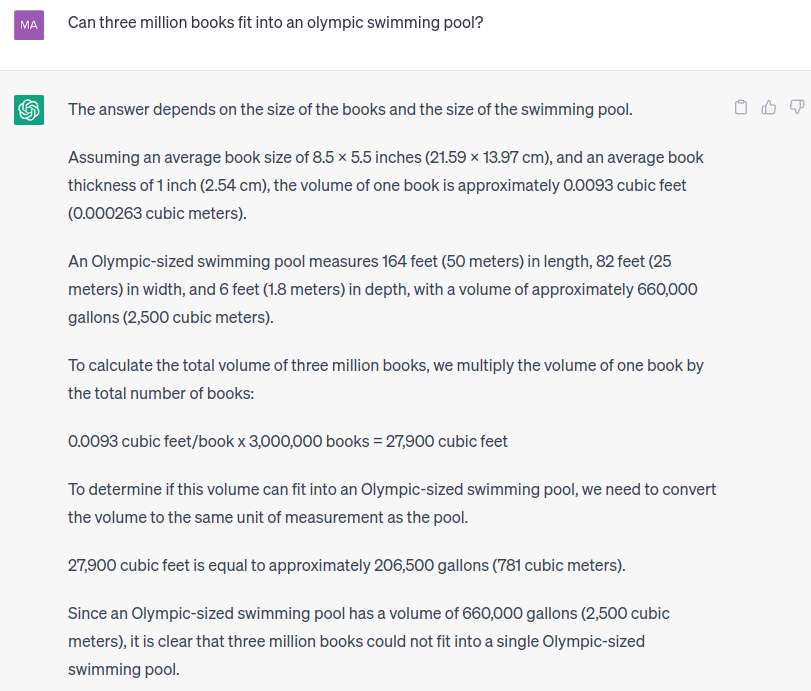 MA
Can three million books fit into an olympic swimming pool?
The answer depends on the size of the books and the size of the swimming pool.
Assuming an average book size of 8.5 × 5.5 inches (21.59 × 13.97 cm), and an average book
thickness of 1 inch (2.54 cm), the volume of one book is approximately 0.0093 cubic feet
(0.000263 cubic meters).
An Olympic-sized swimming pool measures 164 feet (50 meters) in length, 82 feet (25
meters) in width, and 6 feet (1.8 meters) in depth, with a volume of approximately 660,000
gallons (2,500 cubic meters).
To calculate the total volume of three million books, we multiply the volume of one book by
the total number of books:
0.0093 cubic feet/book x 3,000,000 books = 27,900 cubic feet
To determine if this volume can fit into an Olympic-sized swimming pool, we need to convert
the volume to the same unit of measurement as the pool.
27,900 cubic feet is equal to approximately 206,500 gallons (781 cubic meters).
Since an Olympic-sized swimming pool has a volume of 660,000 gallons (2,500 cubic
meters), it is clear that three million books could not fit into a single Olympic-sized
swimming pool.